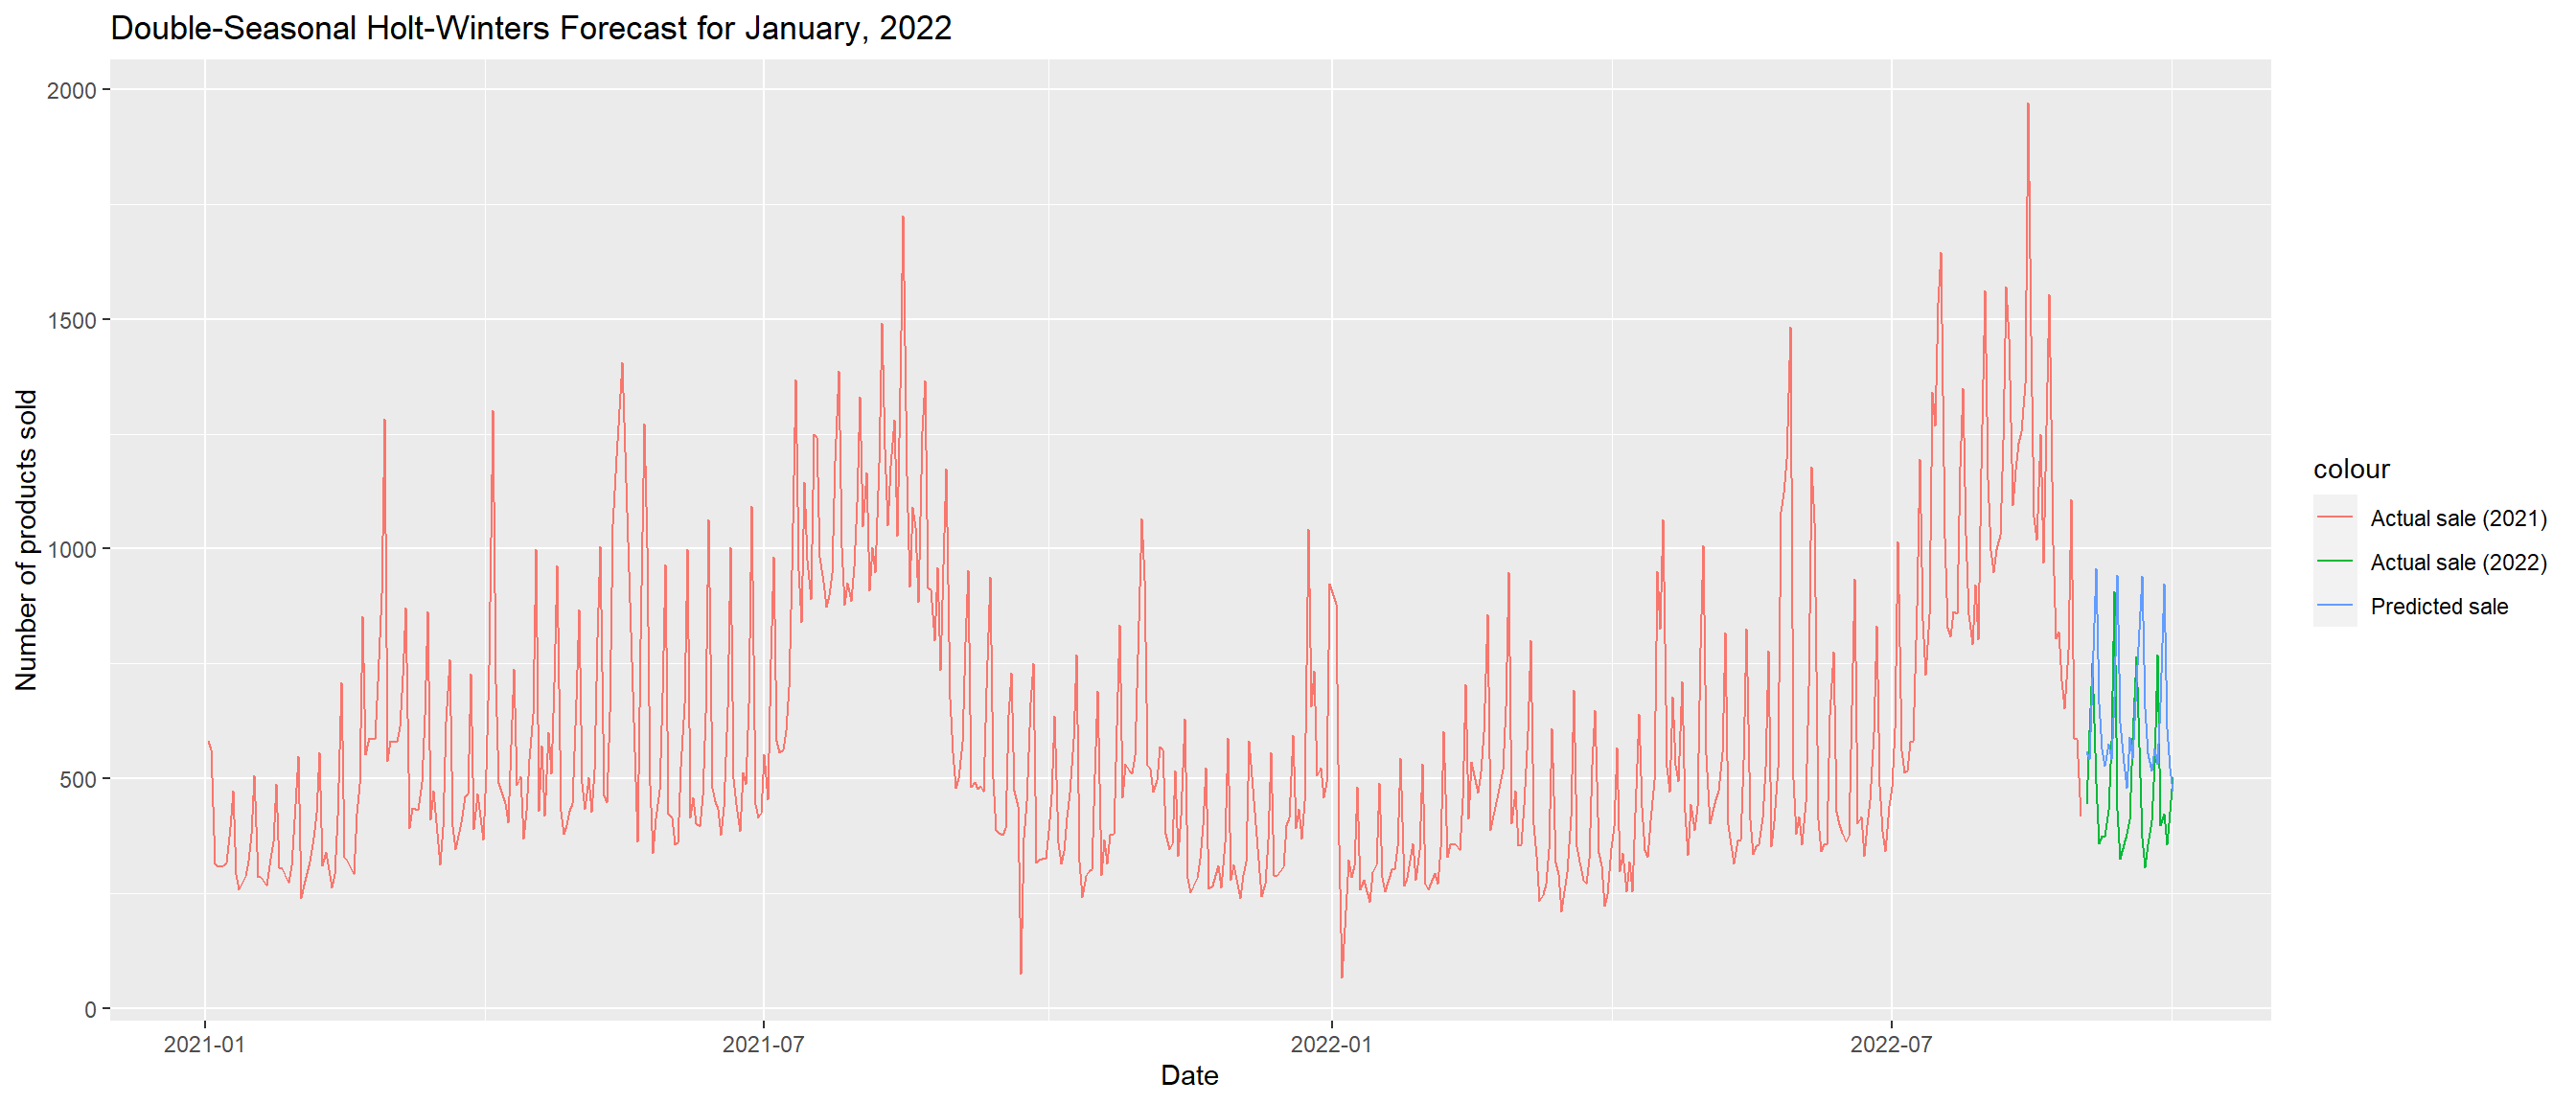 Double-Seasonal Holt-Winters Forecast for January, 2022
Number of products sold
2000
1500
1000
500
0
2021-01
2021-07
2022-01
2022-07
Date
colour
Actual sale (2021)
Actual sale (2022)
Predicted sale